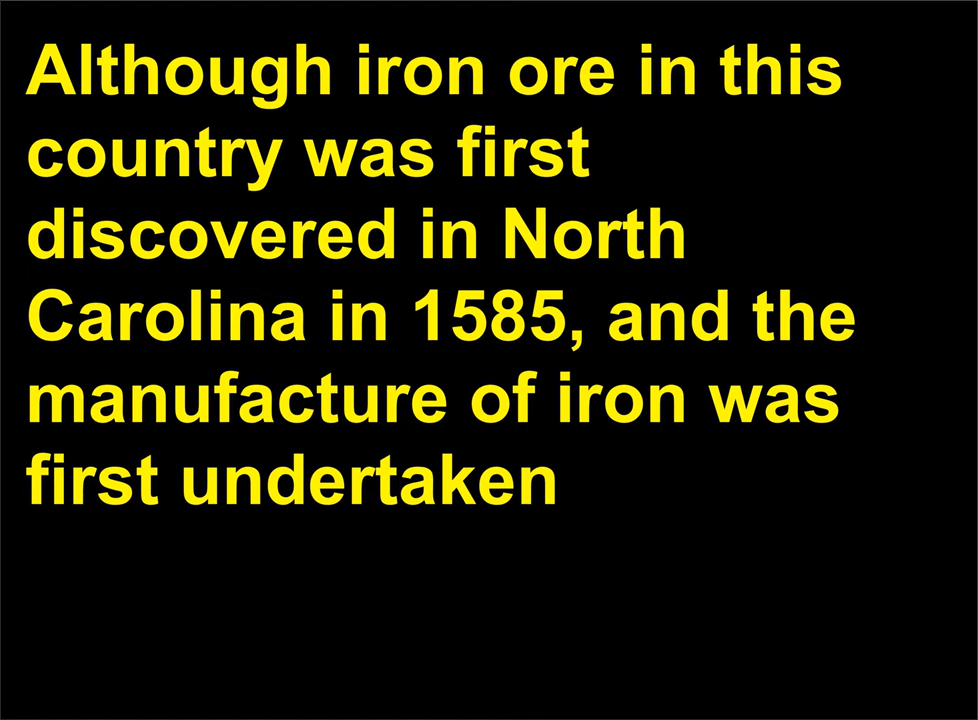 Although iron ore in this
country was first
discovered in North
Carolina in 1585, and the
manufacture of iron was
first undertaken